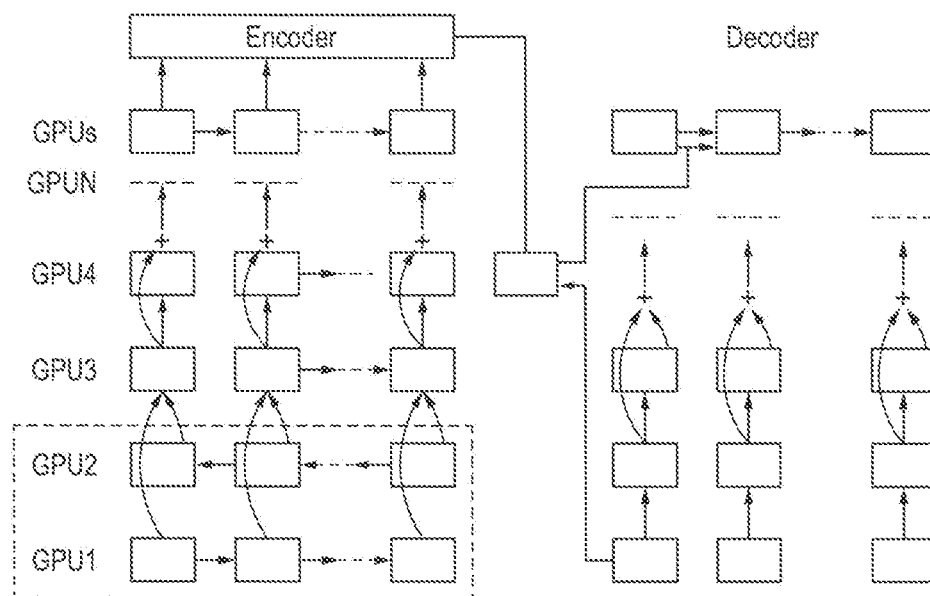 Encoder
Decoder
GPUs
GPUN
GPU4
GPU3
GPU2
GPU1